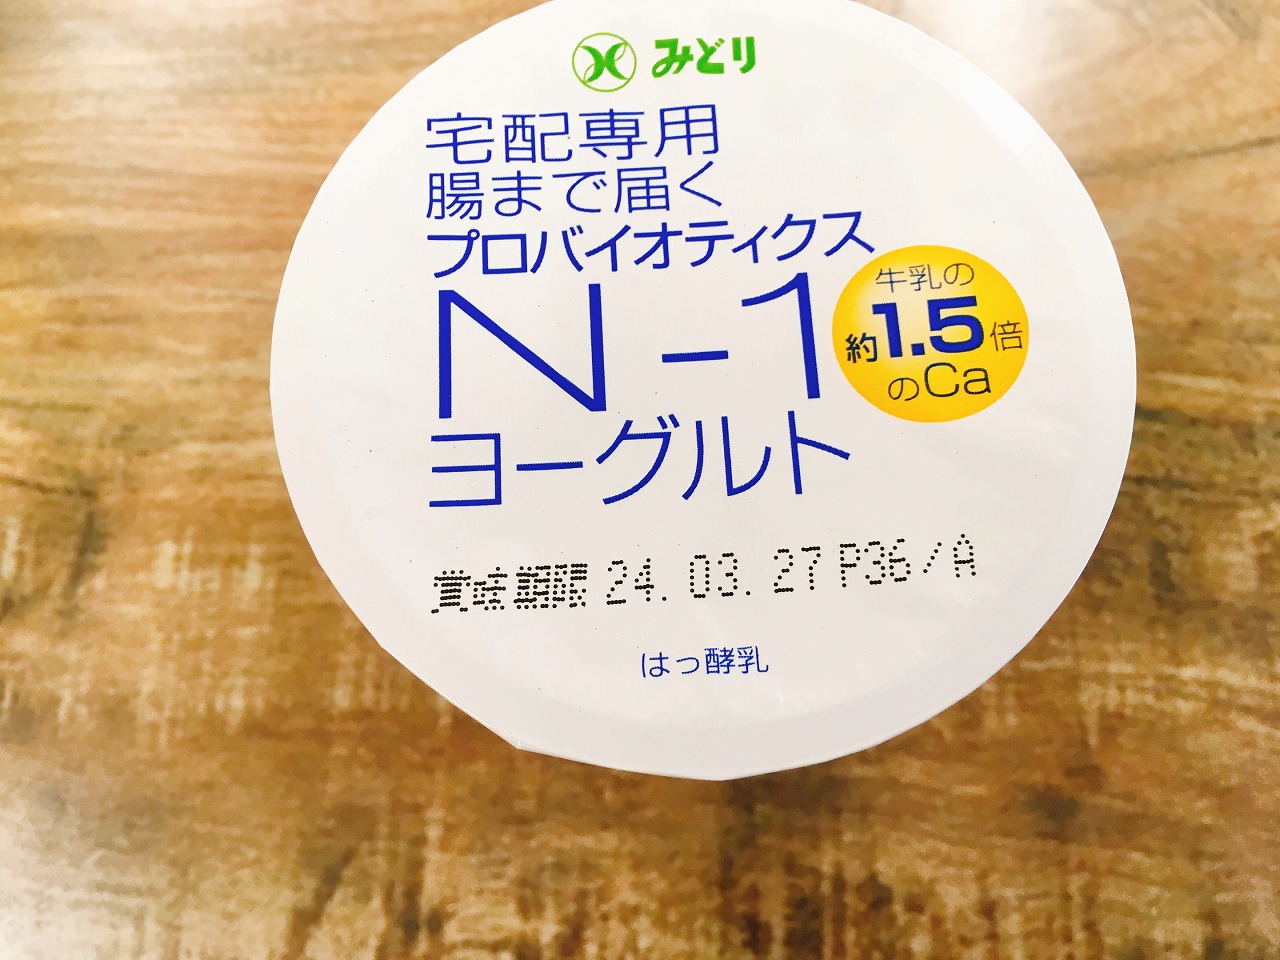 みどり
宅配専用
腸まで届く
プロバイオティクス
N-1
ヨーグルト
牛乳の
約1.5倍
のCa
賞味期限 24.03.27 P36/A
はっ酵乳